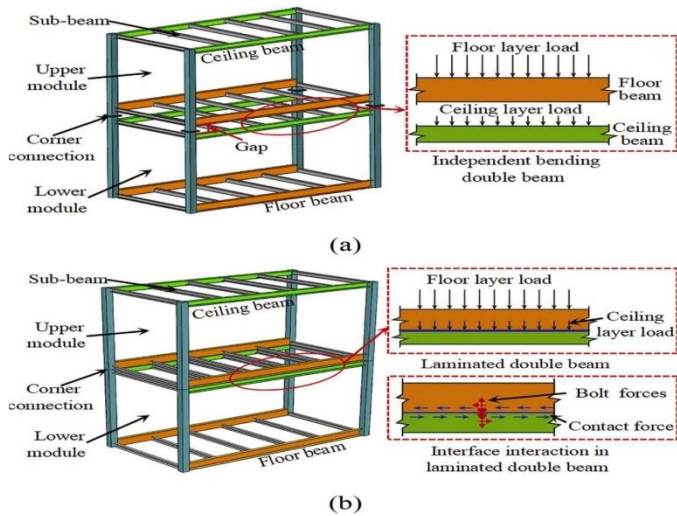 (a)
Sub-beam
Ceiling beam
Upper
module
Corner
connection
Gap
Lower
module
Floor beam
Floor layer load
Floor
beam
Ceiling layer load
Ceiling
beam
Independent bending
double beam
(a)
Sub-beam
Ceiling beam
Upper
module
Corner
connection
Lower
module
Floor beam
Floor layer load
Ceiling
layer load
Laminated double beam
Bolt forces
Contact force
Interface interaction in
laminated double beam
(b)